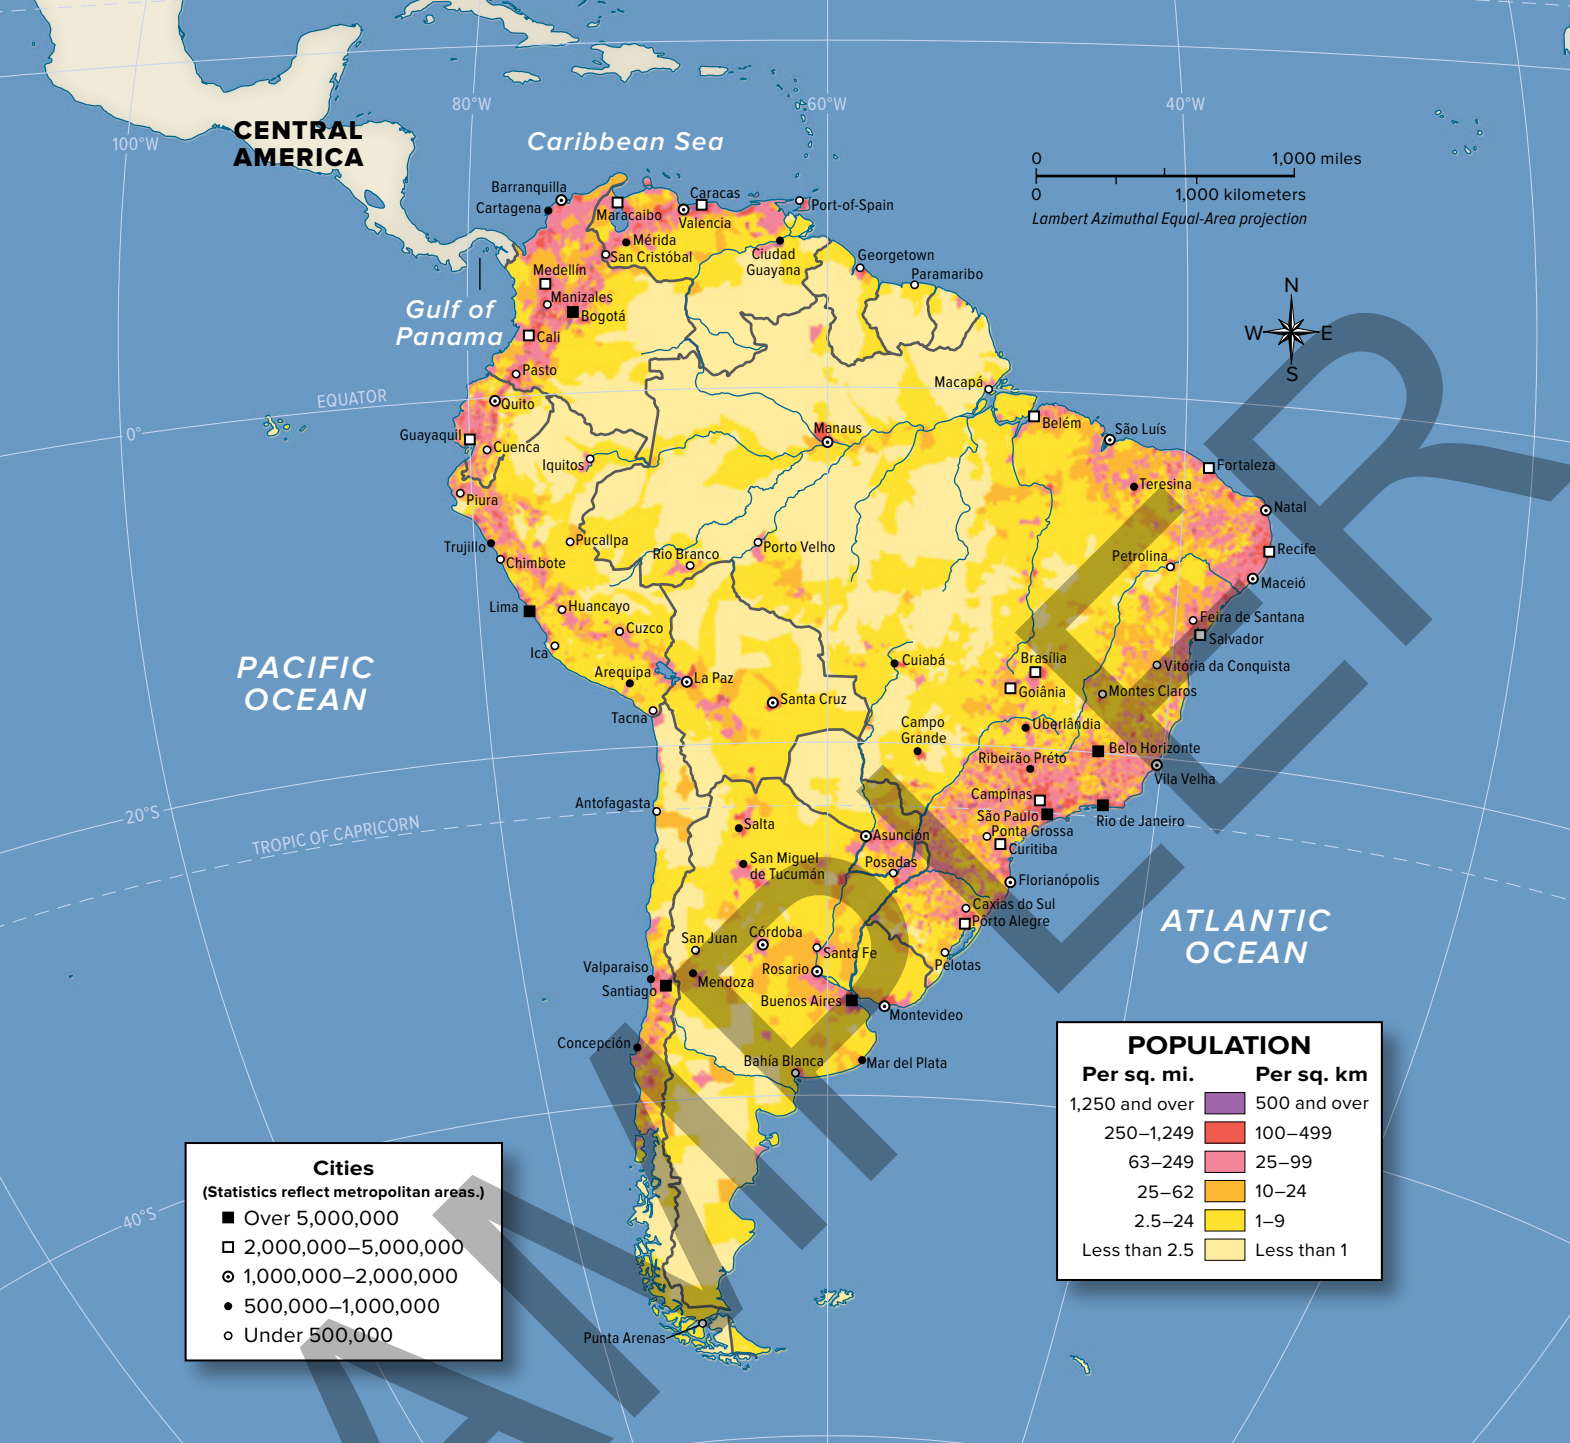 100°W
80°W
60°W
40°W
CENTRAL
AMERICA
Caribbean Sea
0
1,000 miles
0
1,000 kilometers
Lambert Azimuthal Equal-Area projection
Barranquilla
Cartagena
Maracaibo
Caracas
Valencia
Port-of-Spain
Mérida
San Cristóbal
Ciudad
Guayana
Georgetown
Paramaribo
Medellín
Manizales
Bogotá
Gulf of
Panama
Cali
N
W
E
S
Pasto
Macapá
EQUATOR
Quito
0°
Guayaquil
Cuenca
Iquitos
Manaus
Belém
São Luís
Fortaleza
Piura
Teresina
Natal
Trujillo
Chimbote
Pucallpa
Rio Branco
Porto Velho
Petrolina
Recife
Maceió
Lima
Huancayo
Cuzco
Ica
Feira de Santana
Salvador
PACIFIC
OCEAN
Arequipa
La Paz
Tacna
Santa Cruz
Cuiabá
Brasília
Goiânia
Vitória da Conquista
Montes Claros
Campo
Grande
Uberlândia
Belo Horizonte
Ribeirão Prêto
Vila Velha
Campinas
São Paulo
Rio de Janeiro
20°S
TROPIC OF CAPRICORN
Antofagasta
Salta
Asunción
Ponta Grossa
Curitiba
San Miguel
de Tucumán
Posadas
Florianópolis
Caxias do Sul
Pôrto Alegre
ATLANTIC
OCEAN
San Juan
Córdoba
Santa Fe
Pelotas
Valparaiso
Santiago
Mendoza
Rosario
Buenos Aires
Montevideo
Concepción
Bahía Blanca
Mar del Plata
POPULATION
Per sq. mi. Per sq. km
1,250 and over 500 and over
250–1,249 100–499
63–249 25–99
25–62 10–24
2.5–24 1–9
Less than 2.5 Less than 1
Cities
(Statistics reflect metropolitan areas.)
Over 5,000,000
2,000,000–5,000,000
1,000,000–2,000,000
500,000–1,000,000
Under 500,000
40°S
Punta Arenas
AMPLER